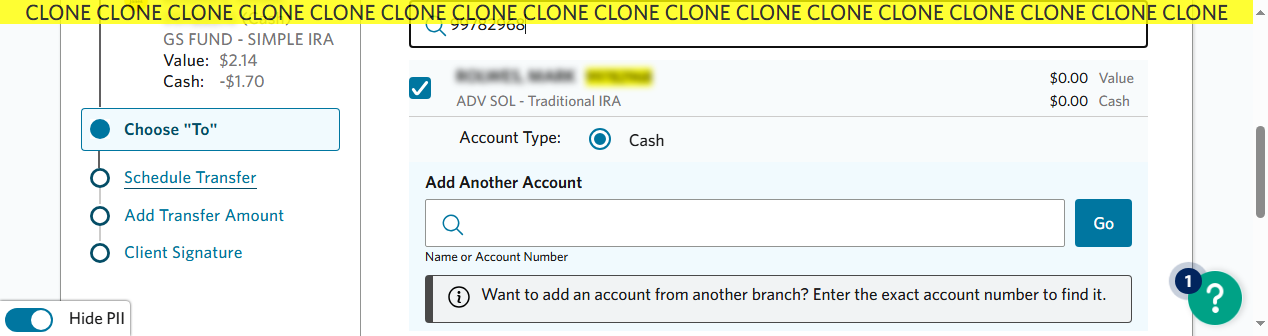 CLONE CLONE CLONE CLONE CLONE CLONE CLONE CLONE CLONE CLONE CLONE CLONE CLONE CLONE CLONE CLONE CLONE
GS FUND - SIMPLE IRA
Value: $2.14
Cash: -$1.70
Choose "To"
Schedule Transfer
Add Transfer Amount
Client Signature
Hide PII
99782968
$0.00 Value
ADV SOL - Traditional IRA
$0.00 Cash
Account Type: Cash
Add Another Account
Go
Name or Account Number
Want to add an account from another branch? Enter the exact account number to find it.
1
?